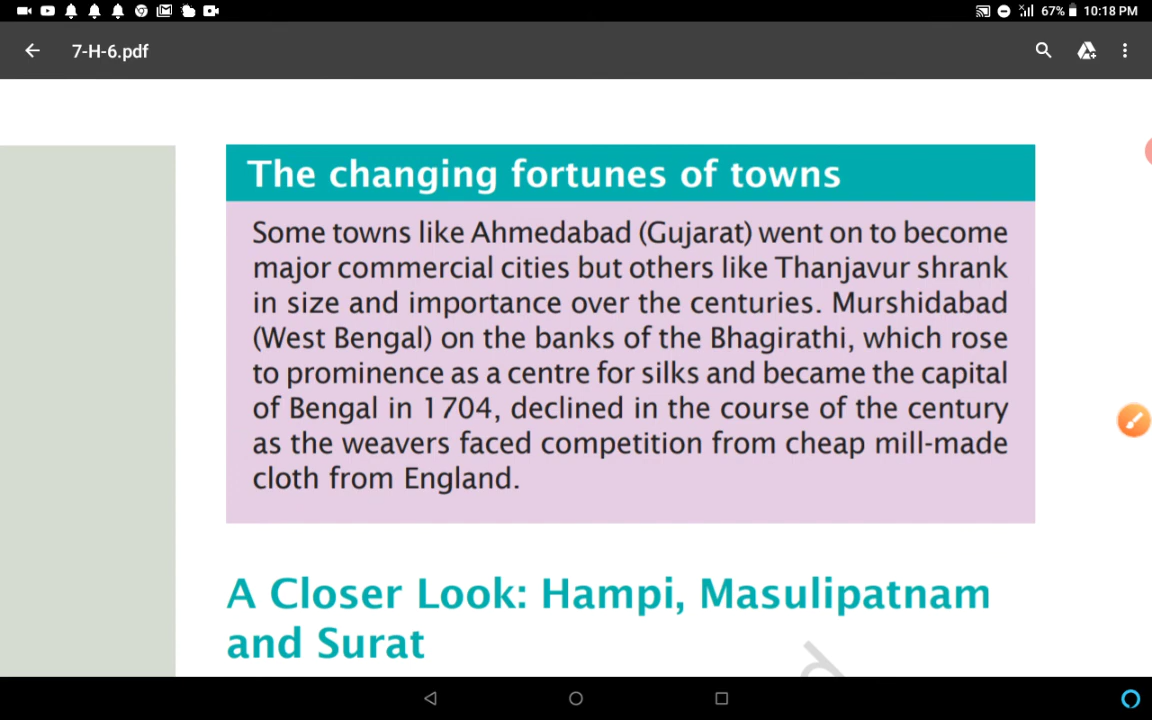 67% 10:18 PM
7-H-6.pdf
The changing fortunes of towns
Some towns like Ahmedabad (Gujarat) went on to become
major commercial cities but others like Thanjavur shrank
in size and importance over the centuries. Murshidabad
(West Bengal) on the banks of the Bhagirathi, which rose
to prominence as a centre for silks and became the capital
of Bengal in 1704, declined in the course of the century
as the weavers faced competition from cheap mill-made
cloth from England.
A Closer Look: Hampi, Masulipatnam
and Surat